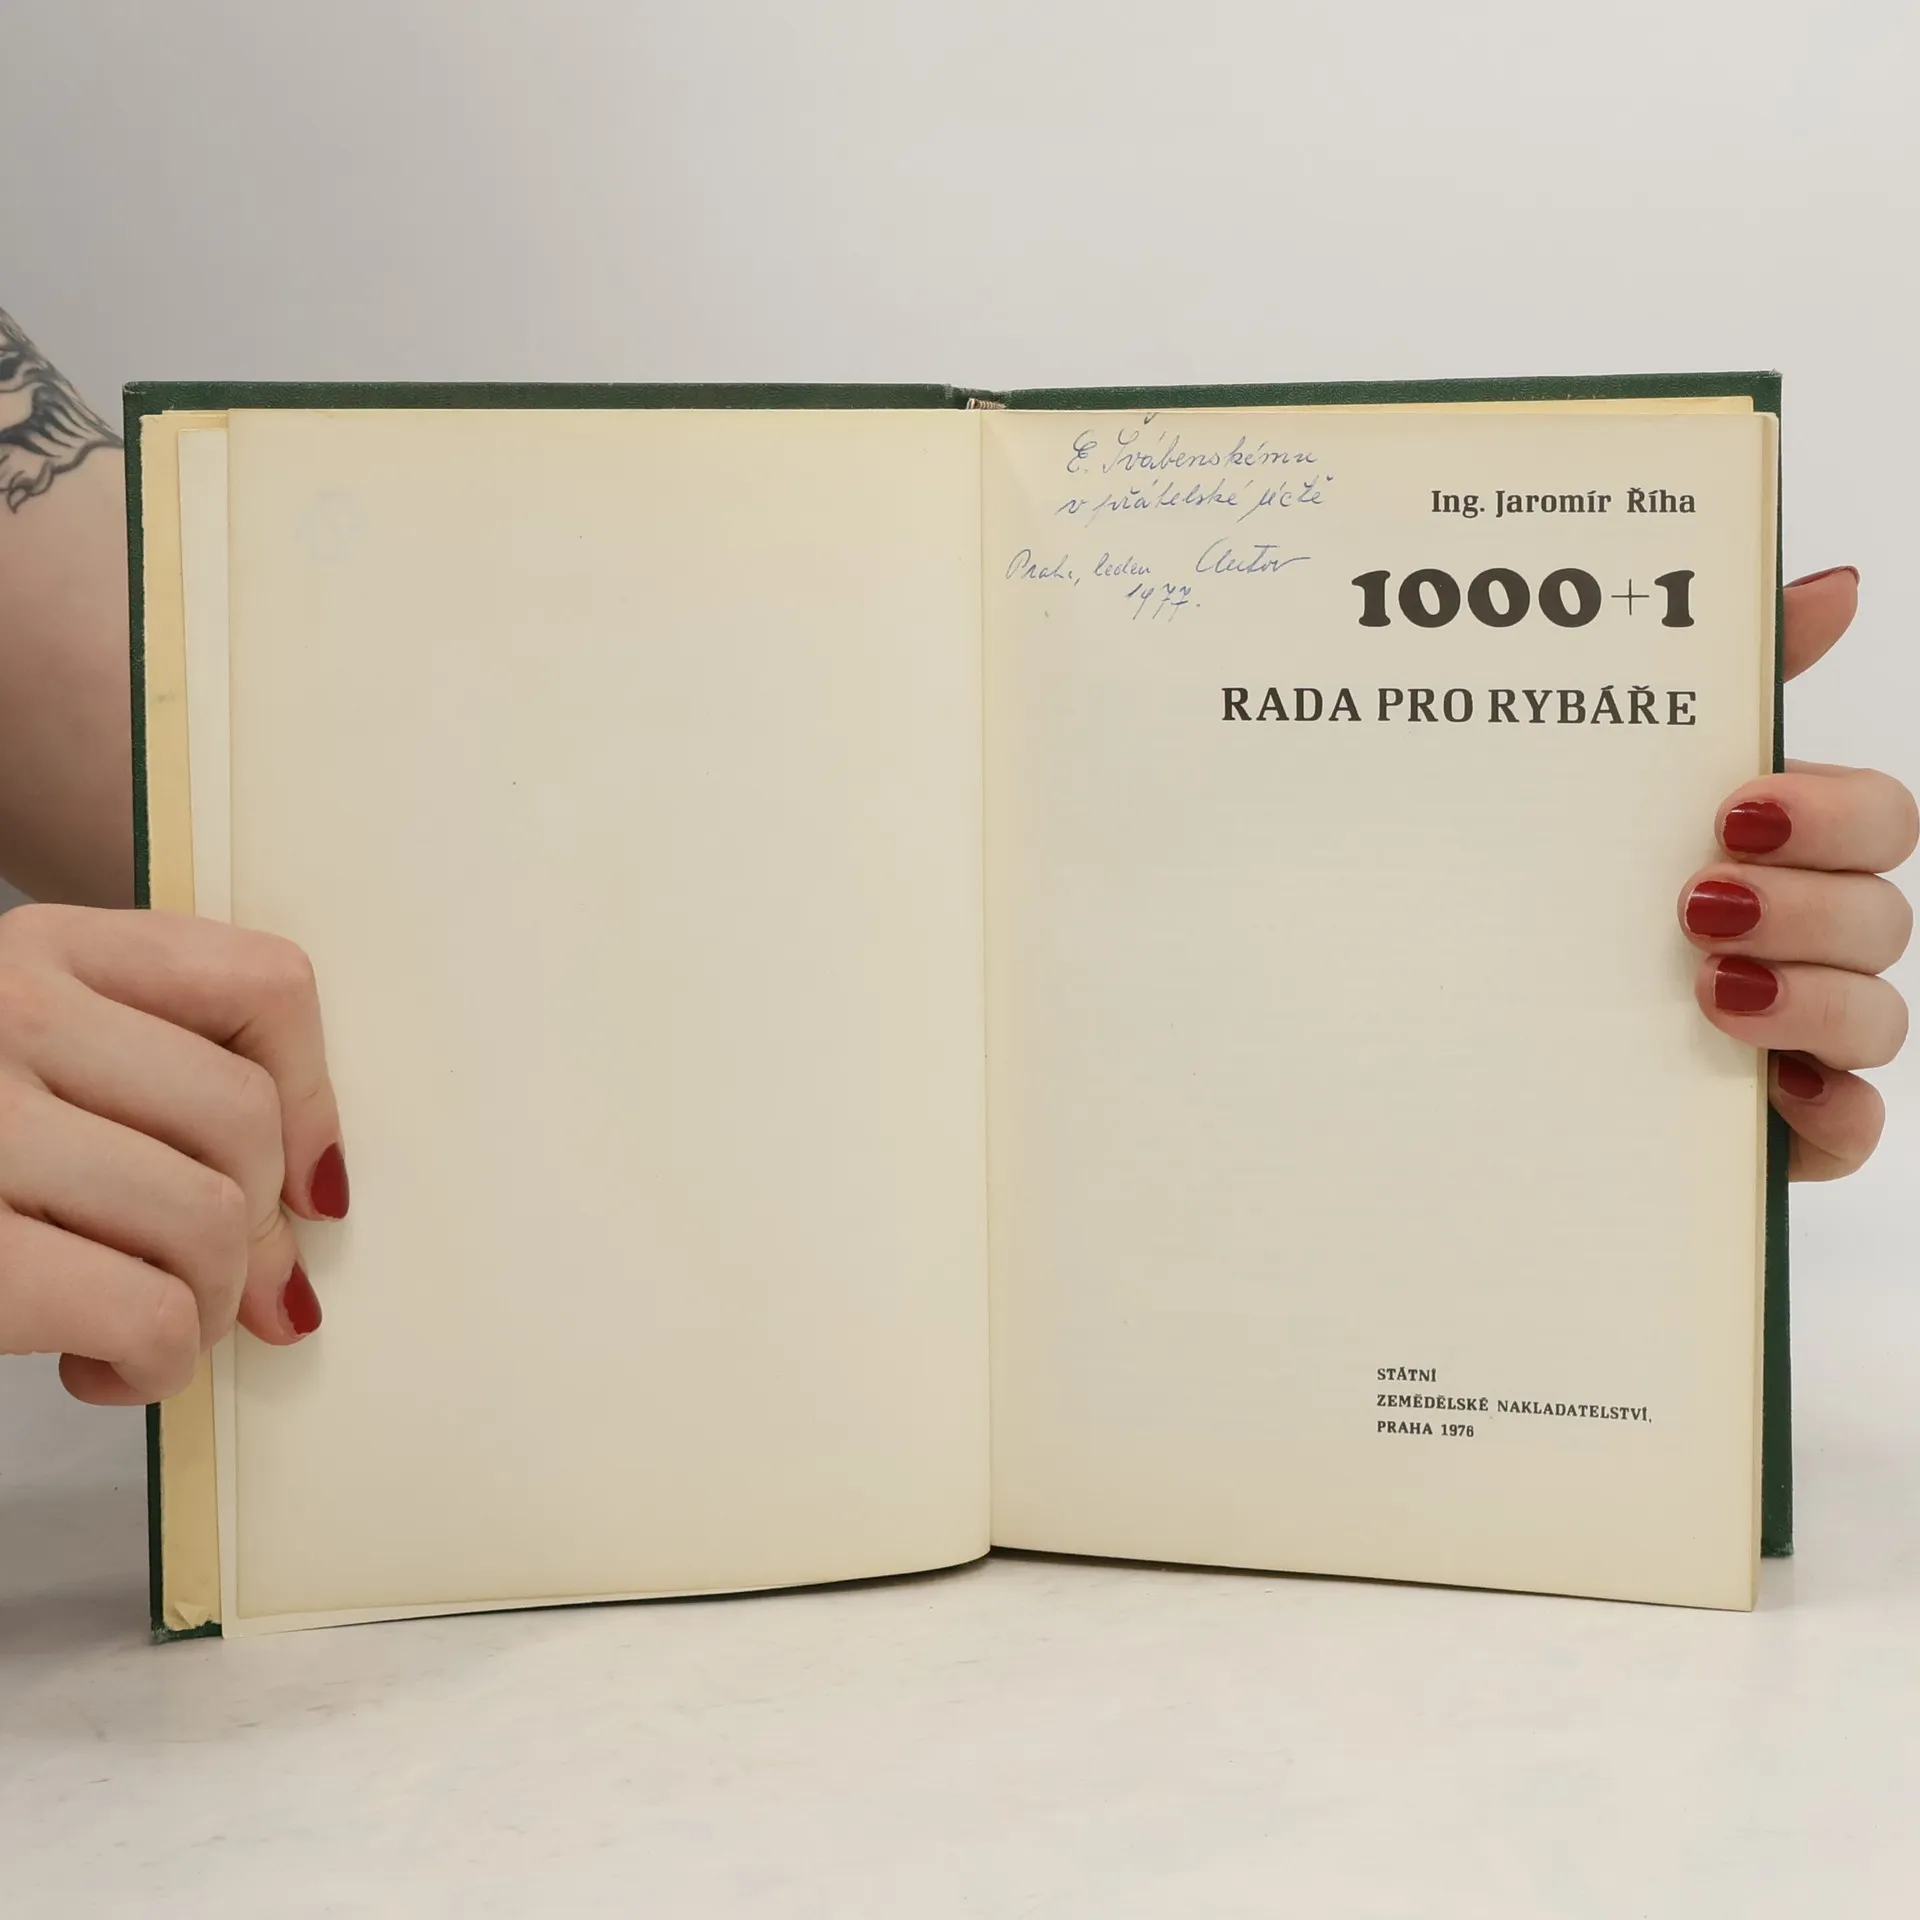 E. Švábenskému
v přátelské úctě
Praha, leden Autor
1977.
Ing. Jaromír Říha
1000+1
RADA PRO RYBÁŘE
STÁTNÍ
ZEMĚDĚLSKÉ NAKLADATELSTVÍ,
PRAHA 1976